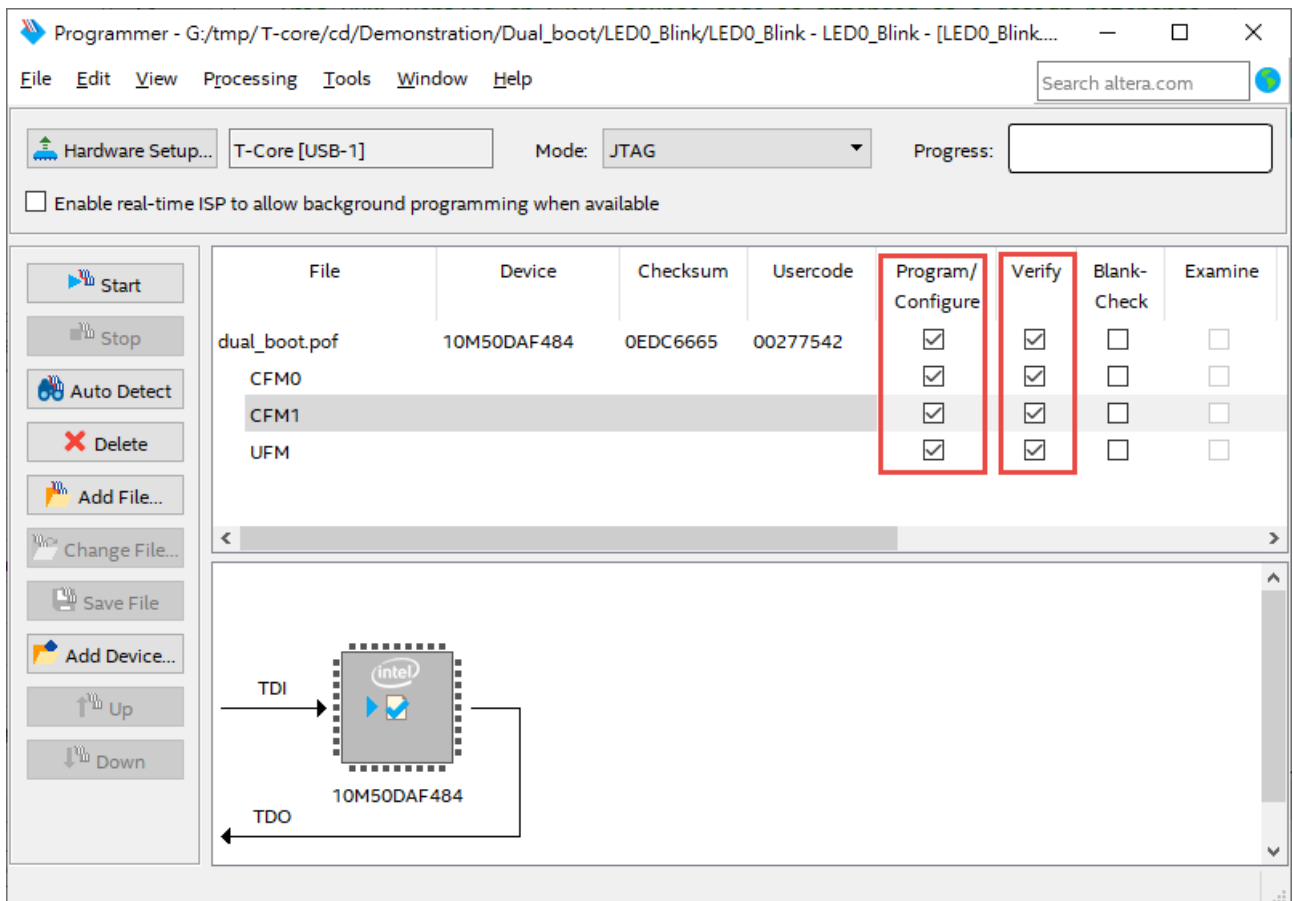 Programmer - G:/tmp/T-core/cd/Demonstration/Dual_boot/LED0_Blink/LED0_Blink - LED0_Blink - [LED0_Blink....
File Edit View Processing Tools Window Help
Search altera.com
Hardware Setup... T-Core [USB-1] Mode: JTAG Progress:
Enable real-time ISP to allow background programming when available
Start
Stop
Auto Detect
Delete
Add File...
Change File...
Save File
Add Device...
Up
Down
File Device Checksum Usercode Program/ Verify Blank- Examine
Configure Check
dual_boot.pof 10M50DAF484 0EDC6665 00277542
CFM0
CFM1
UFM
TDI
intel
10M50DAF484
TDO